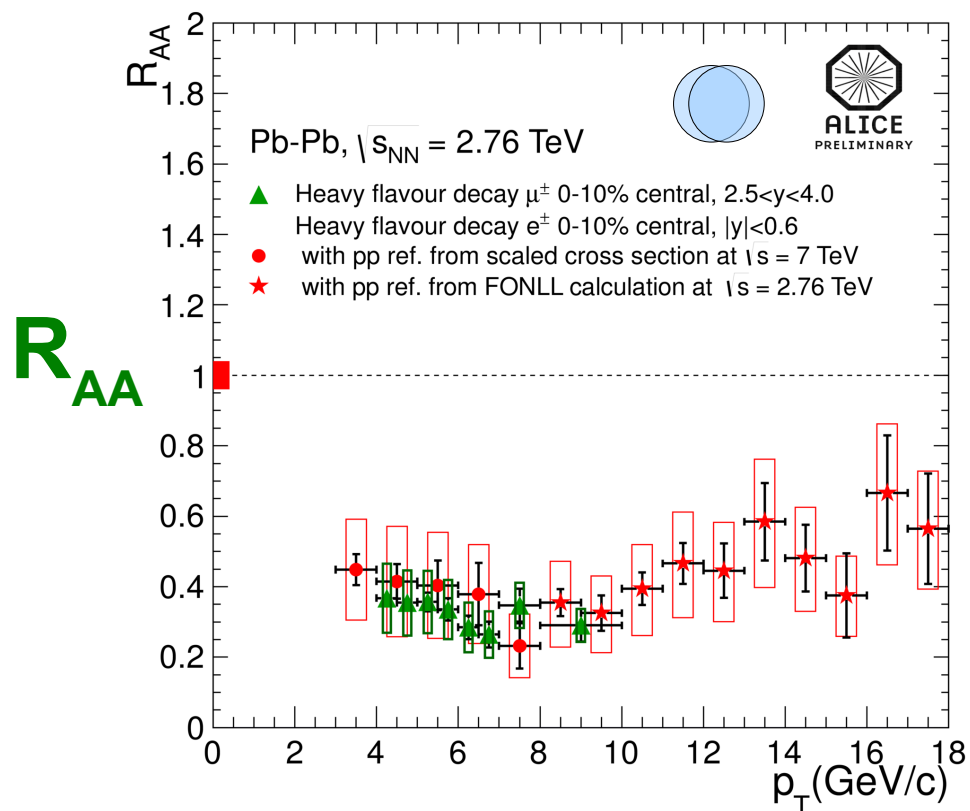 R_AA
2
1.8
1.6
1.4
1.2
1
0.8
0.6
0.4
0.2
0
R_AA
ALICE
PRELIMINARY
Pb-Pb, √s_NN = 2.76 TeV
Heavy flavour decay μ± 0-10% central, 2.5<y<4.0
Heavy flavour decay e± 0-10% central, |y|<0.6
with pp ref. from scaled cross section at √s = 7 TeV
with pp ref. from FONLL calculation at √s = 2.76 TeV
0 2 4 6 8 10 12 14 16 18
p_T(GeV/c)